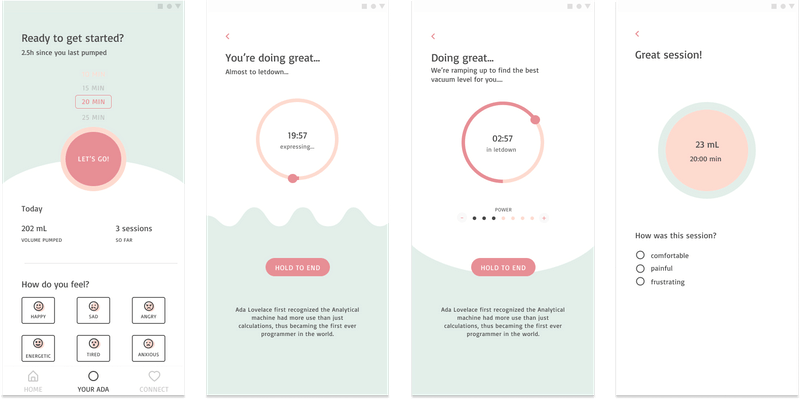 Ready to get started?
2.5h since you last pumped
15 MIN
20 MIN
25 MIN
LET'S GO!
Today
202 mL
VOLUME PUMPED
3 sessions
SO FAR
How do you feel?
HAPPY
SAD
ANGRY
ENERGETIC
TIRED
ANXIOUS
HOME
YOUR ADA
CONNECT
You're doing great...
Almost to letdown...
19:57
expressing...
HOLD TO END
Ada Lovelace first recognized the Analytical
machine had more use than just
calculations, thus becoming the first ever
programmer in the world.
Doing great...
We're ramping up to find the best
vacuum level for you....
02:57
in letdown
POWER
HOLD TO END
Ada Lovelace first recognized the Analytical
machine had more use than just
calculations, thus becoming the first ever
programmer in the world.
Great session!
23 mL
20:00 min
How was this session?
comfortable
painful
frustrating